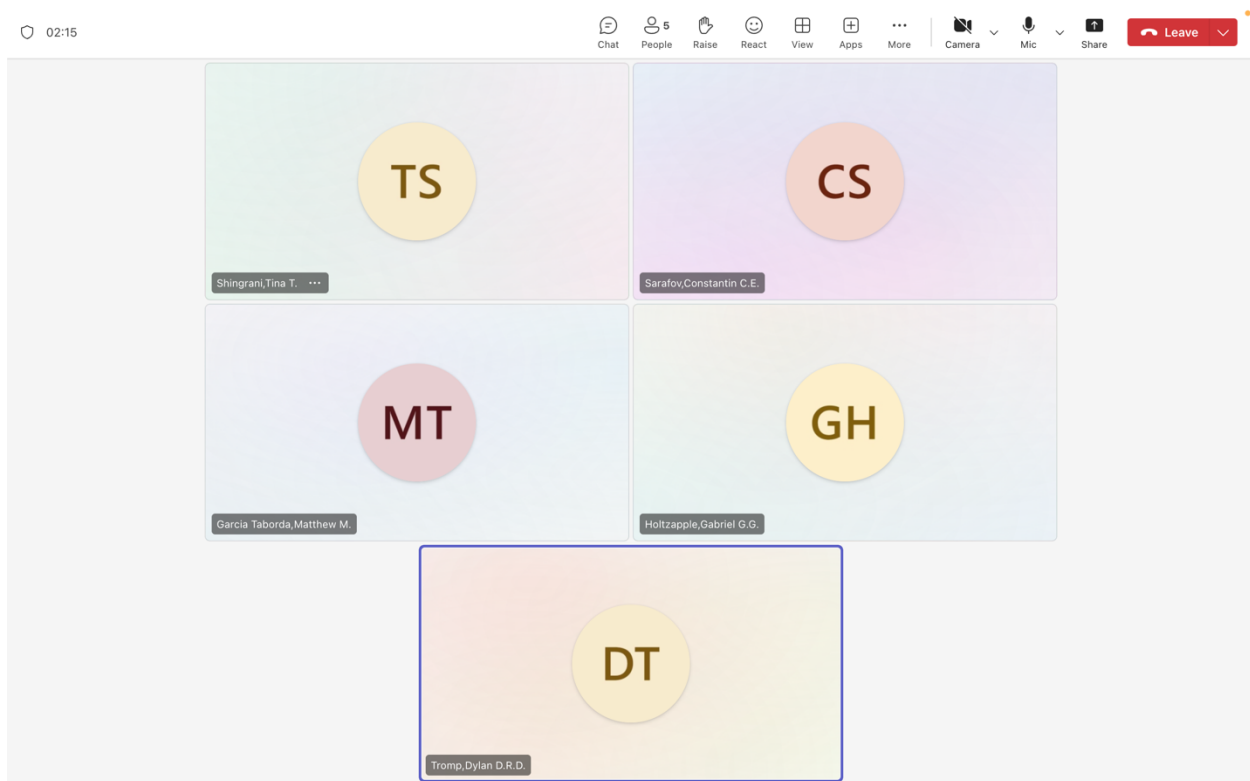 02:15
5
Chat People Raise React View Apps More Camera Mic Share Leave
TS
Shingrani,Tina T. ···
CS
Sarafov,Constantin C.E.
MT
Garcia Taborda,Matthew M.
GH
Holtzapple,Gabriel G.G.
DT
Tromp,Dylan D.R.D.